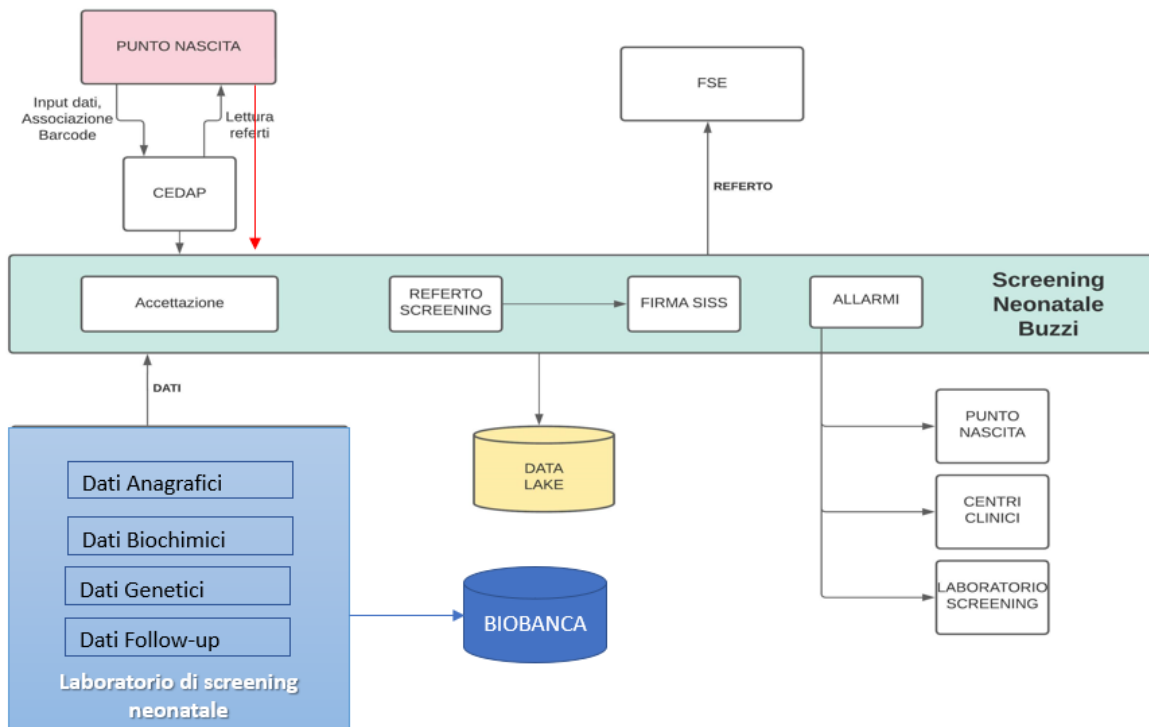 PUNTO NASCITA
FSE
Input dati,
Associazione
Barcode
Lettura
referti
CEDAP
REFERTO
Accettazione
REFERTO
SCREENING
FIRMA SISS
ALLARMI
Screening
Neonatale
Buzzi
DATI
PUNTO
NASCITA
DATA
LAKE
CENTRI
CLINICI
LABORATORIO
SCREENING
Dati Anagrafici
Dati Biochimici
Dati Genetici
Dati Follow-up
Laboratorio di screening
neonatale
BIOBANCA